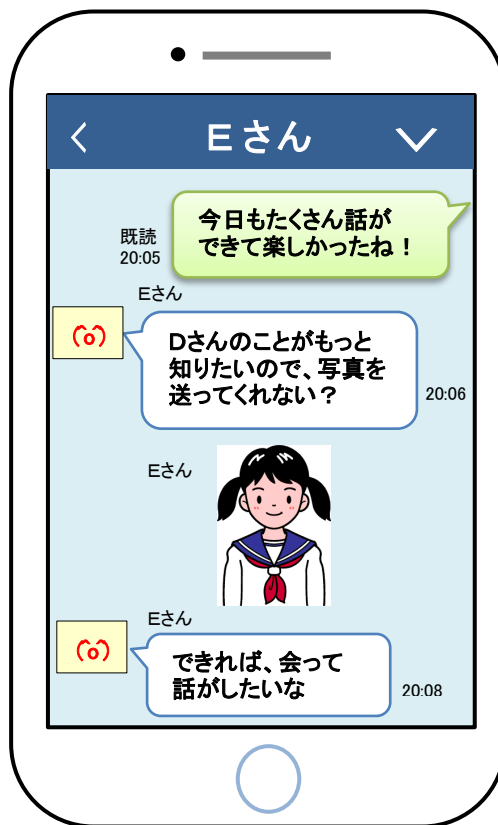 Eさん
今日もたくさん話が
できて楽しかったね！
既読
20:05
Eさん
(^o^)
Dさんのことがもっと
知りたいので、写真を
送ってくれない？
20:06
Eさん
Eさん
(^o^)
できれば、会って
話がしたいな
20:08